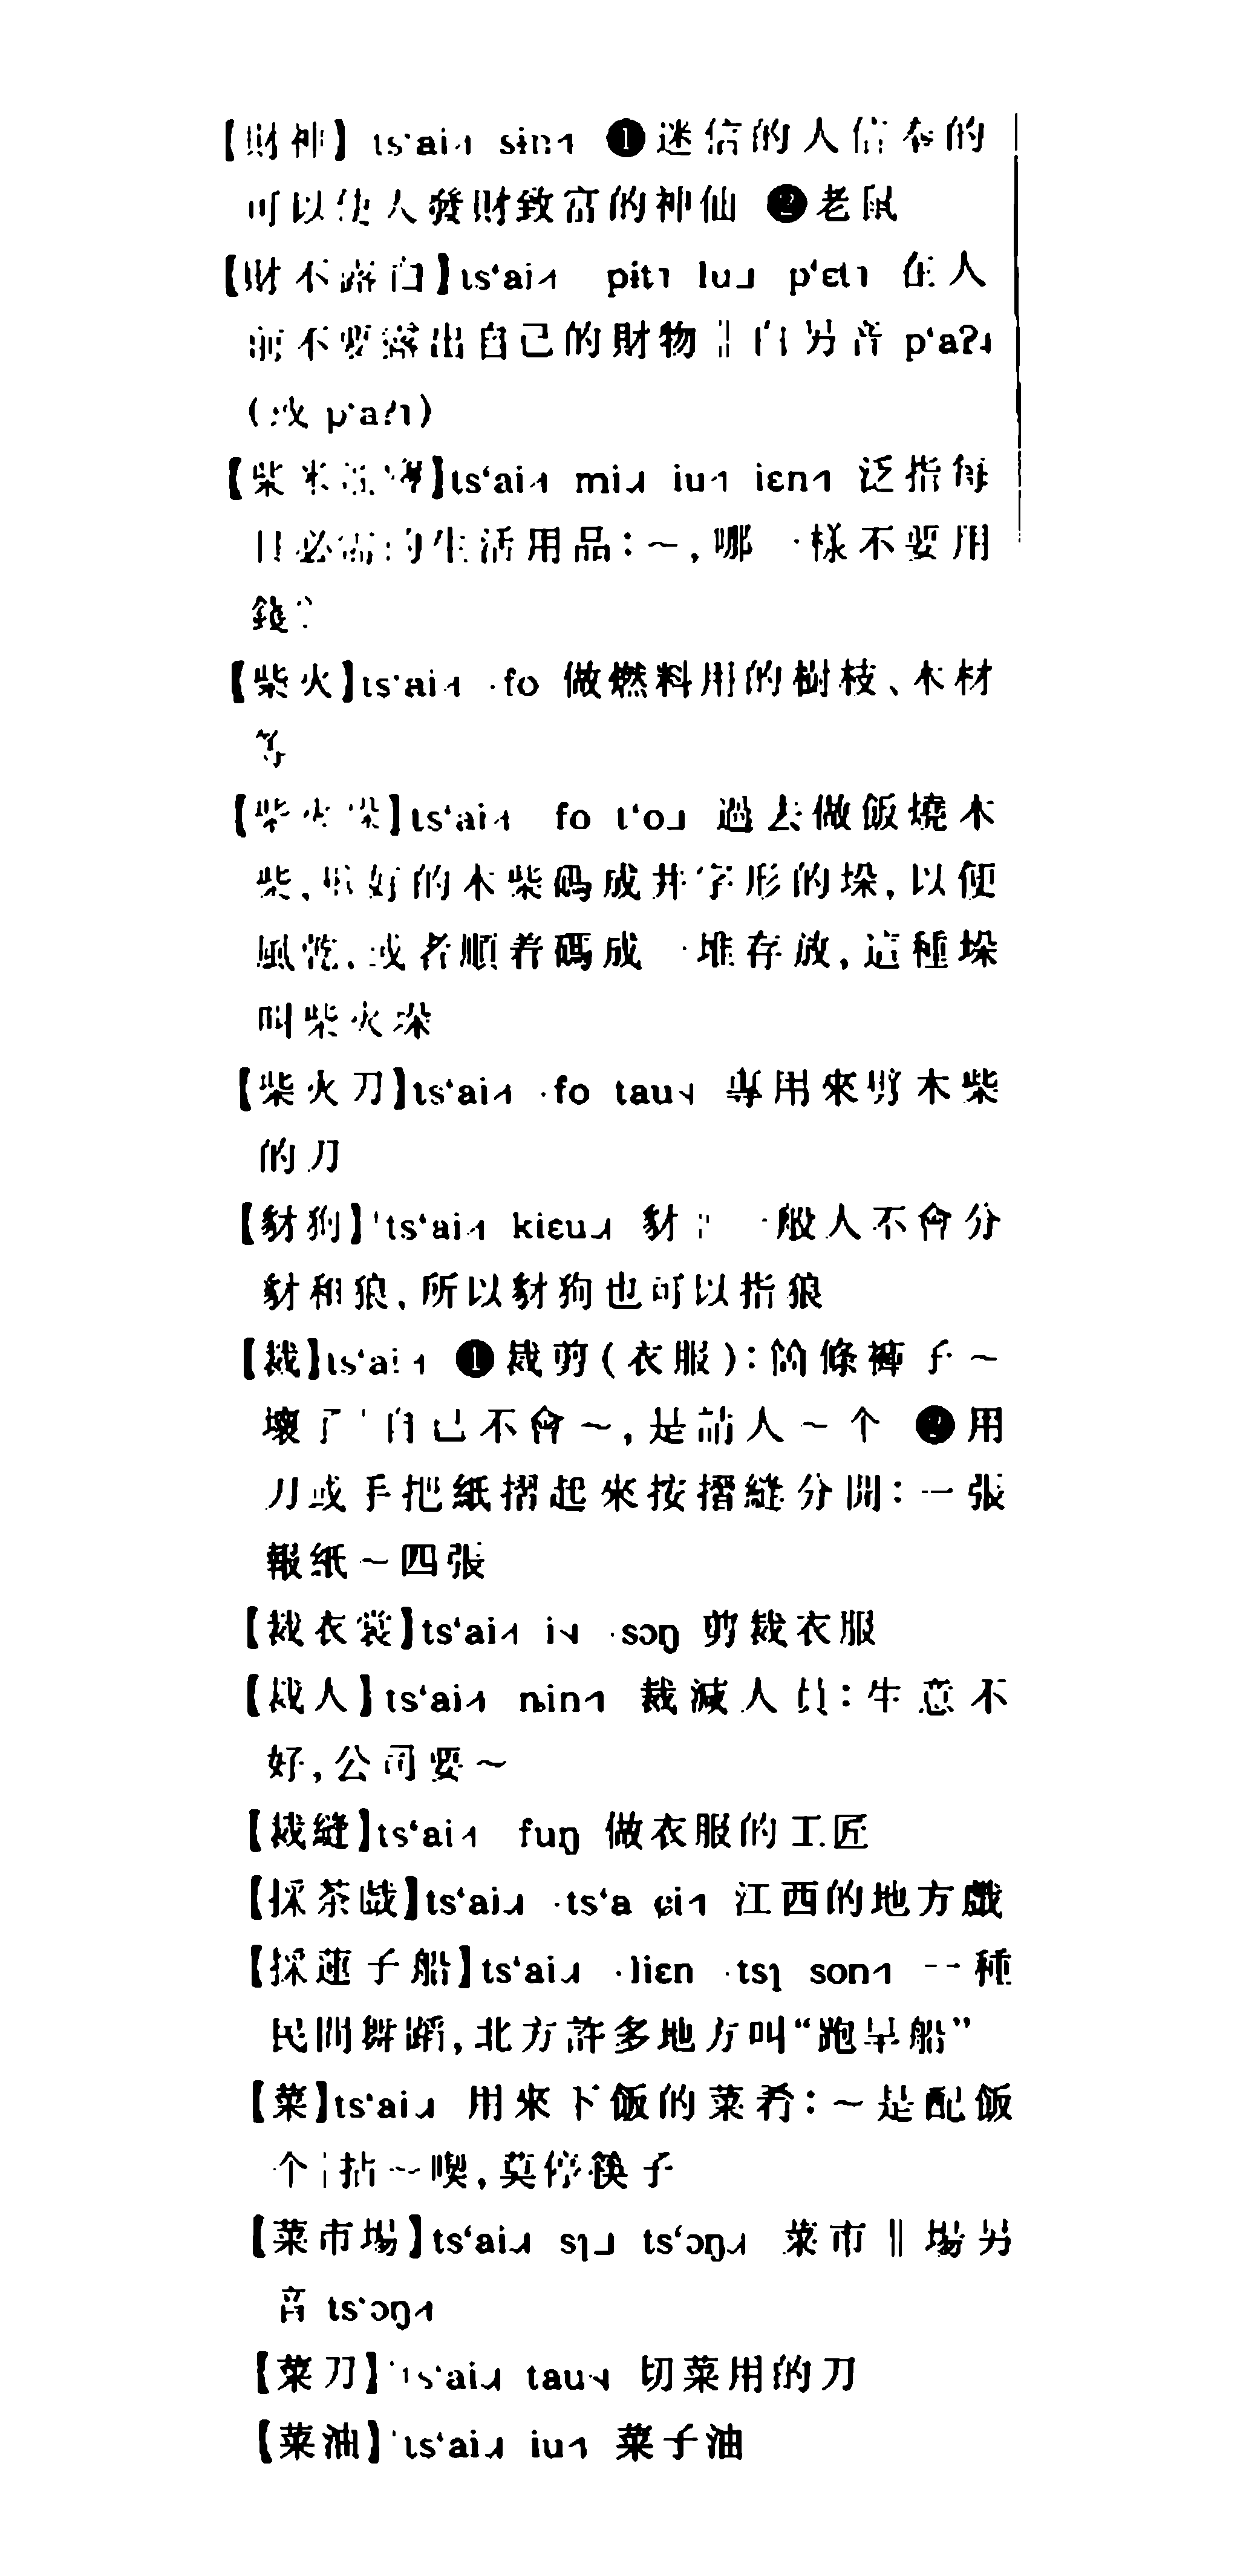 【財神】ts‘ai˧˥ sin˧˥ ❶迷信的人信奉的
可以使人發財致富的神仙 ❷老鼠
【財不露白】ts‘ai˧˥ pit˥ lu˩ p‘ɛt˥ 在人
前不要露出自己的財物‖白另音 p‘aʔ
(或 p‘aʔ˥)
【柴米油鹽】ts‘ai˧˥ mi iu˧˥ iɛn˧˥ 泛指每
日必需的生活用品:～,哪一樣不要用
錢?
【柴火】ts‘ai˧˥ ·fo 做燃料用的樹枝、木材
等
【柴火垛】ts‘ai˧˥ fo t‘o˩ 過去做飯燒木
柴,劈好的木柴碼成井字形的垛,以便
風乾,或者順着碼成一堆存放,這種垛
叫柴火垛
【柴火刀】ts‘ai˧˥ ·fo tau 專用來劈木柴
的刀
【豺狗】ts‘ai˧˥ kiɛu 豺‖一般人不會分
豺和狼,所以豺狗也可以指狼
【裁】ts‘ai˧˥ ❶裁剪(衣服):箇條褲子～
壞了|自己不會～,是請人～个 ❷用
刀或手把紙摺起來按摺縫分開:一張
報紙～四張
【裁衣裳】ts‘ai˧˥ i ·sɔŋ 剪裁衣服
【裁人】ts‘ai˧˥ ȵin˧˥ 裁減人員:生意不
好,公司要～
【裁縫】ts‘ai˧˥ fuŋ 做衣服的工匠
【採茶戲】ts‘ai ·ts‘a ɕi˧˥ 江西的地方戲
【採蓮子船】ts‘ai ·liɛn ·tsɿ son˧˥ 一種
民間舞蹈,北方許多地方叫“跑旱船”
【菜】ts‘ai 用來下飯的菜肴:～是配飯
个|拈～喫,莫停筷子
【菜市場】ts‘ai sɿ˩ ts‘ɔŋ 菜市‖場另
音 ts‘ɔŋ˧˥
【菜刀】ts‘ai tau 切菜用的刀
【菜油】ts‘ai iu˧˥ 菜子油